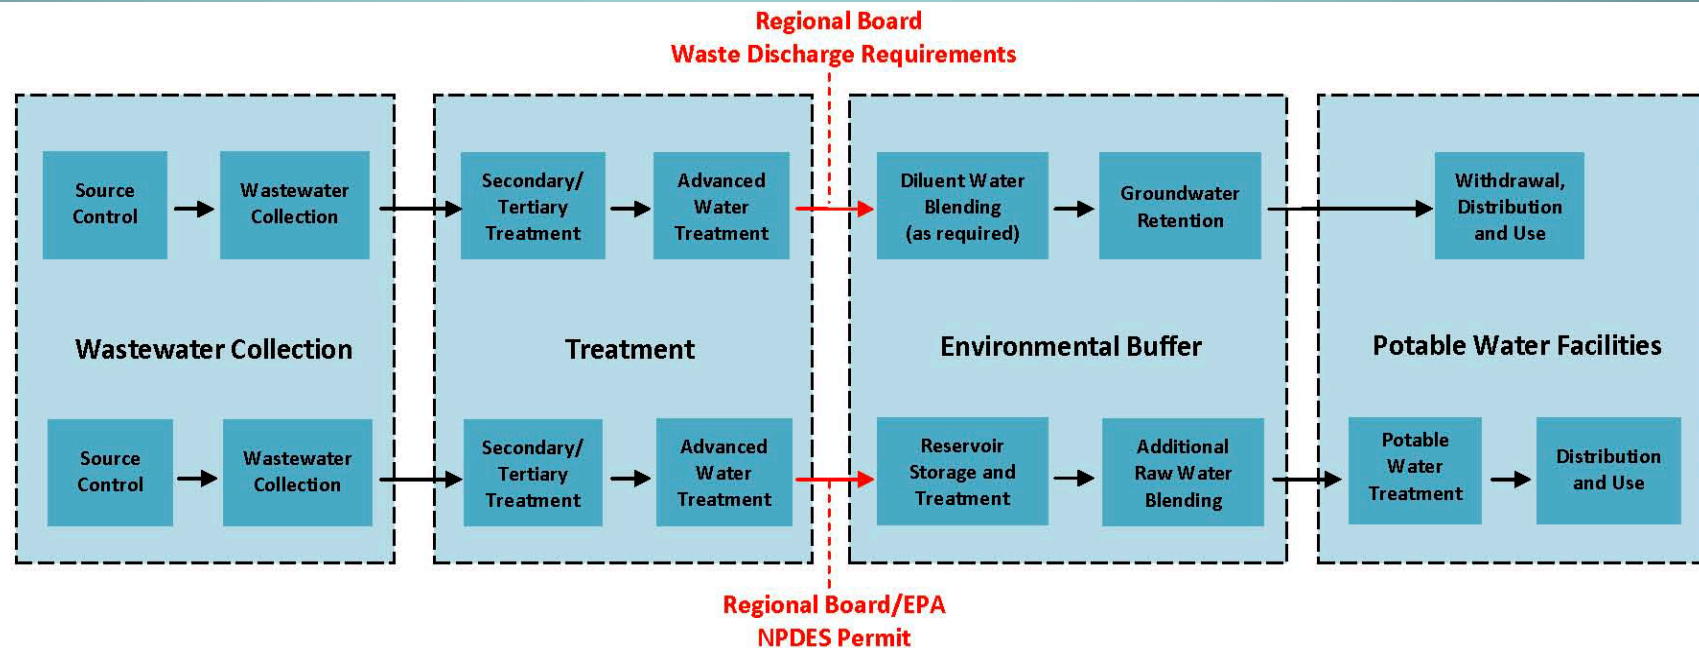 Regional Board
Waste Discharge Requirements
Source
Control
Wastewater
Collection
Secondary/
Tertiary
Treatment
Advanced
Water
Treatment
Diluent Water
Blending
(as required)
Groundwater
Retention
Withdrawal,
Distribution
and Use
Wastewater Collection
Treatment
Environmental Buffer
Potable Water Facilities
Source
Control
Wastewater
Collection
Secondary/
Tertiary
Treatment
Advanced
Water
Treatment
Reservoir
Storage and
Treatment
Additional
Raw Water
Blending
Potable
Water
Treatment
Distribution
and Use
Regional Board/EPA
NPDES Permit